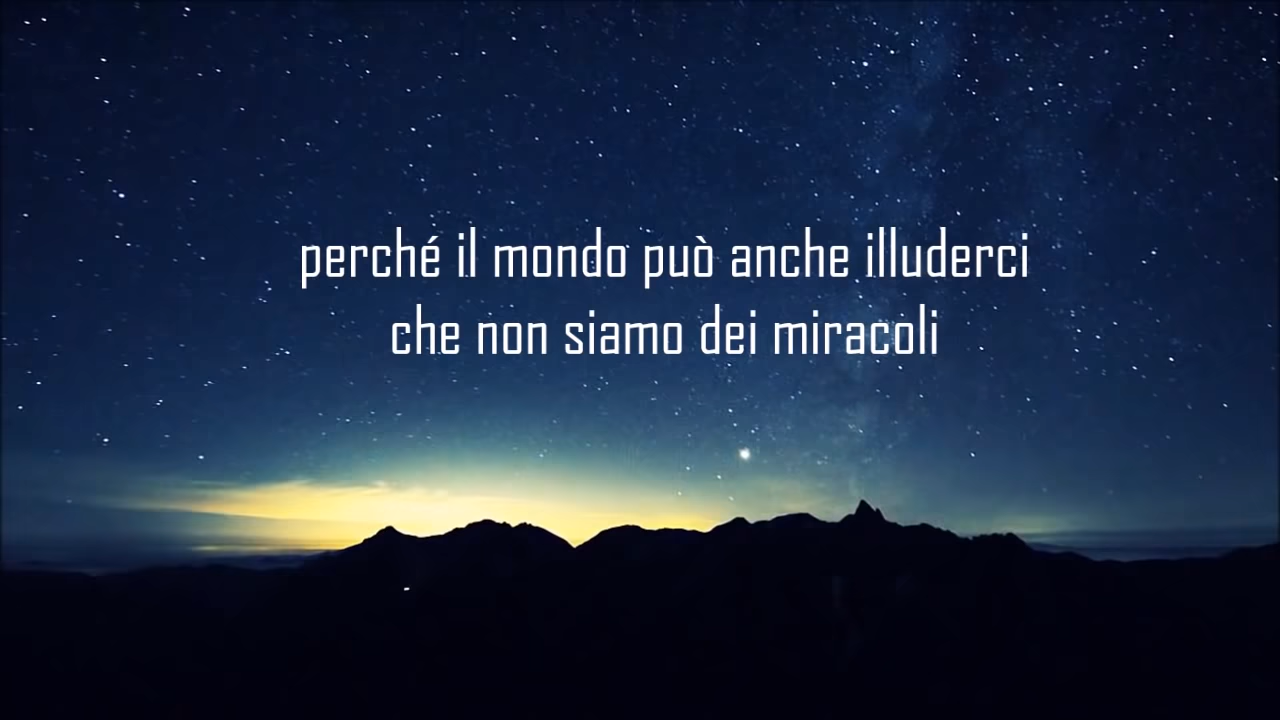 perché il mondo può anche illuderci
che non siamo dei miracoli